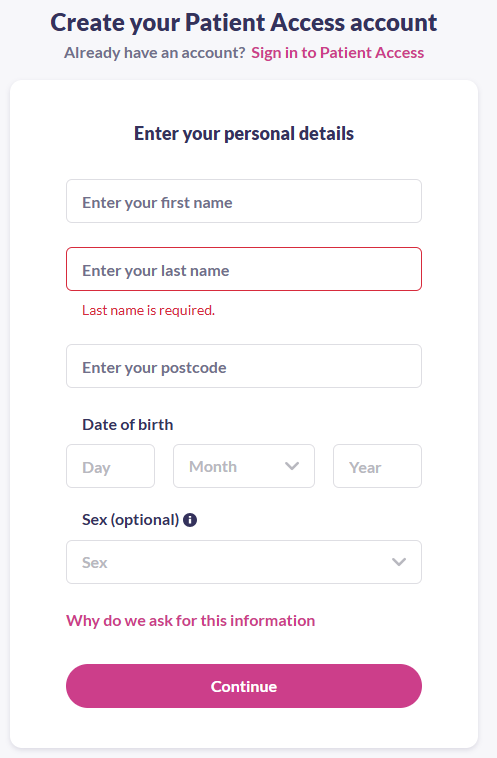 Create your Patient Access account
Already have an account? Sign in to Patient Access
Enter your personal details
Enter your first name
Enter your last name
Last name is required.
Enter your postcode
Date of birth
Day Month Year
Sex (optional)
Sex
Why do we ask for this information
Continue